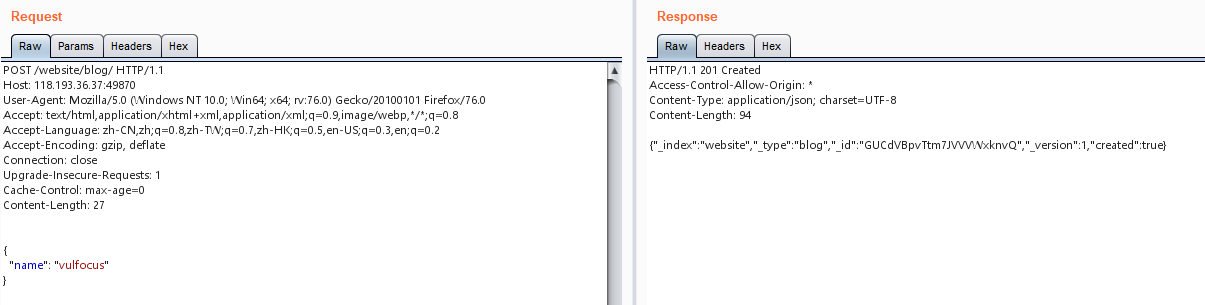 Request
Raw Params Headers Hex
POST /website/blog/ HTTP/1.1
Host: 118.193.36.37:49870
User-Agent: Mozilla/5.0 (Windows NT 10.0; Win64; x64; rv:76.0) Gecko/20100101 Firefox/76.0
Accept: text/html,application/xhtml+xml,application/xml;q=0.9,image/webp,*/*;q=0.8
Accept-Language: zh-CN,zh;q=0.8,zh-TW;q=0.7,zh-HK;q=0.5,en-US;q=0.3,en;q=0.2
Accept-Encoding: gzip, deflate
Connection: close
Upgrade-Insecure-Requests: 1
Cache-Control: max-age=0
Content-Length: 27
{
"name": "vulfocus"
}
Response
Raw Headers Hex
HTTP/1.1 201 Created
Access-Control-Allow-Origin: *
Content-Type: application/json; charset=UTF-8
Content-Length: 94
{"_index":"website","_type":"blog","_id":"GUCdVBpvTtm7JVVVWxknvQ","_version":1,"created":true}